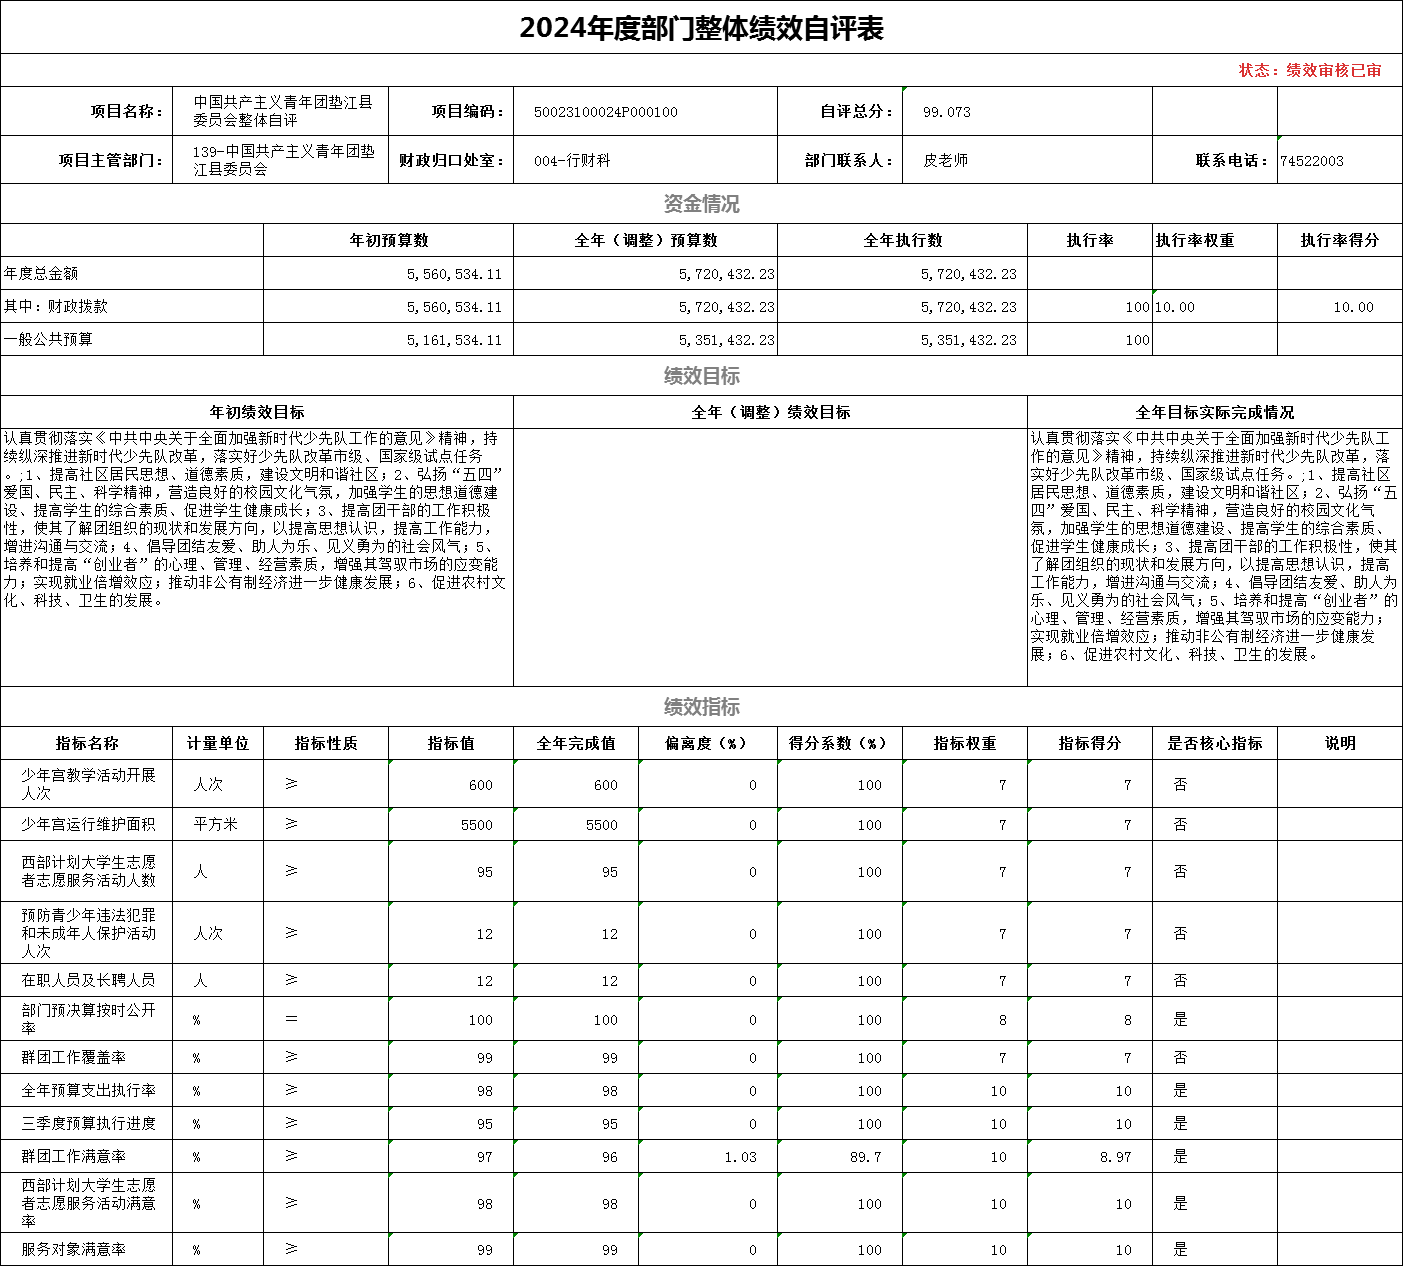 2024年度部门整体绩效自评表
状态：绩效审核已审
项目名称： 中国共产主义青年团垫江县委员会整体自评 项目编码： 50023100024P000100 自评总分： 99.073
项目主管部门： 139-中国共产主义青年团垫江县委员会 财政归口处室： 004-行财科 部门联系人： 皮老师 联系电话： 74522003
资金情况
年初预算数 全年（调整）预算数 全年执行数 执行率 执行率权重 执行率得分
年度总金额 5,560,534.11 5,720,432.23 5,720,432.23
其中：财政拨款 5,560,534.11 5,720,432.23 5,720,432.23 100 10.00 10.00
一般公共预算 5,161,534.11 5,351,432.23 5,351,432.23 100
绩效目标
年初绩效目标 全年（调整）绩效目标 全年目标实际完成情况
认真贯彻落实《中共中央关于全面加强新时代少先队工作的意见》精神，持
续纵深推进新时代少先队改革，落实好少先队改革市级、国家级试点任务
。;1、提高社区居民思想、道德素质，建设文明和谐社区；2、弘扬“五四”
爱国、民主、科学精神，营造良好的校园文化气氛，加强学生的思想道德建
设、提高学生的综合素质、促进学生健康成长；3、提高团干部的工作积极
性，使其了解团组织的现状和发展方向，以提高思想认识，提高工作能力，
增进沟通与交流；4、倡导团结友爱、助人为乐、见义勇为的社会风气；5、
培养和提高“创业者”的心理、管理、经营素质，增强其驾驭市场的应变能
力；实现就业倍增效应；推动非公有制经济进一步健康发展；6、促进农村文
化、科技、卫生的发展。
认真贯彻落实《中共中央关于全面加强新时代少先队工
作的意见》精神，持续纵深推进新时代少先队改革，落
实好少先队改革市级、国家级试点任务。;1、提高社区
居民思想、道德素质，建设文明和谐社区；2、弘扬“五
四”爱国、民主、科学精神，营造良好的校园文化气
氛，加强学生的思想道德建设、提高学生的综合素质、
促进学生健康成长；3、提高团干部的工作积极性，使其
了解团组织的现状和发展方向，以提高思想认识，提高
工作能力，增进沟通与交流；4、倡导团结友爱、助人为
乐、见义勇为的社会风气；5、培养和提高“创业者”的
心理、管理、经营素质，增强其驾驭市场的应变能力；
实现就业倍增效应；推动非公有制经济进一步健康发
展；6、促进农村文化、科技、卫生的发展。
绩效指标
指标名称 计量单位 指标性质 指标值 全年完成值 偏离度（%） 得分系数（%） 指标权重 指标得分 是否核心指标 说明
少年宫教学活动开展人次 人次 ≥ 600 600 0 100 7 7 否
少年宫运行维护面积 平方米 ≥ 5500 5500 0 100 7 7 否
西部计划大学生志愿者志愿服务活动人数 人 ≥ 95 95 0 100 7 7 否
预防青少年违法犯罪和未成年人保护活动人次 人次 ≥ 12 12 0 100 7 7 否
在职人员及长聘人员 人 ≥ 12 12 0 100 7 7 否
部门预决算按时公开率 % ＝ 100 100 0 100 8 8 是
群团工作覆盖率 % ≥ 99 99 0 100 7 7 否
全年预算支出执行率 % ≥ 98 98 0 100 10 10 是
三季度预算执行进度 % ≥ 95 95 0 100 10 10 是
群团工作满意率 % ≥ 97 96 1.03 89.7 10 8.97 是
西部计划大学生志愿者志愿服务活动满意率 % ≥ 98 98 0 100 10 10 是
服务对象满意率 % ≥ 99 99 0 100 10 10 是